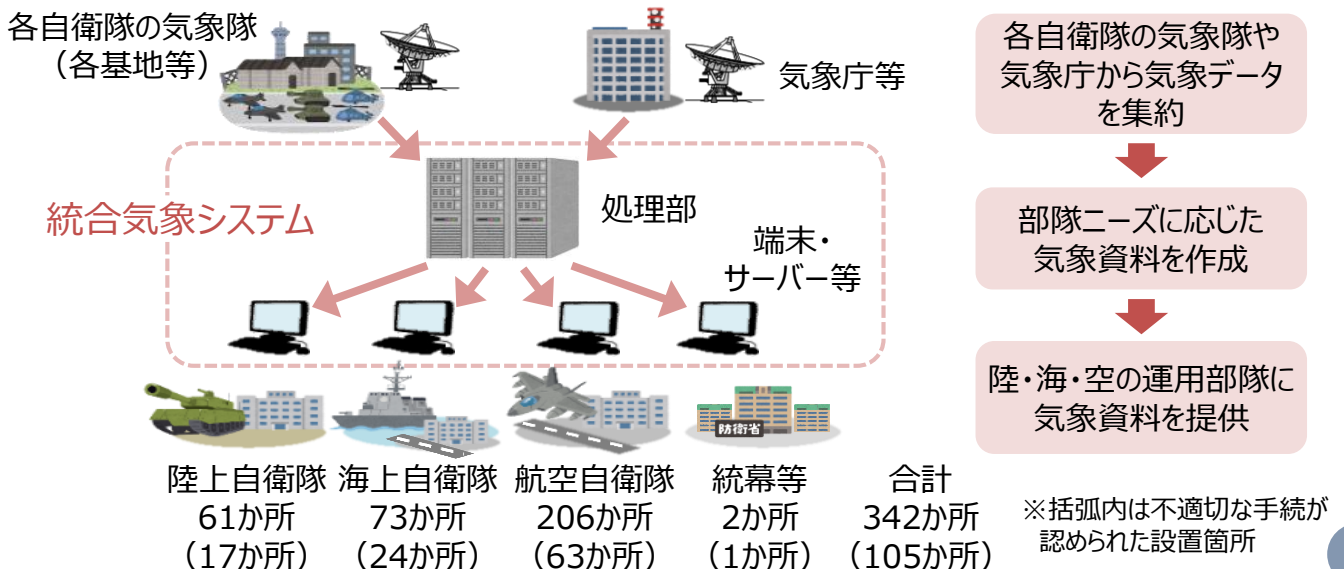 各自衛隊の気象隊
（各基地等）
気象庁等
統合気象システム
処理部
端末・
サーバー等
防衛省
陸上自衛隊
61か所
（17か所）
海上自衛隊
73か所
（24か所）
航空自衛隊
206か所
（63か所）
統幕等
2か所
（1か所）
合計
342か所
（105か所）
各自衛隊の気象隊や
気象庁から気象データ
を集約
部隊ニーズに応じた
気象資料を作成
陸・海・空の運用部隊に
気象資料を提供
※括弧内は不適切な手続が
認められた設置箇所